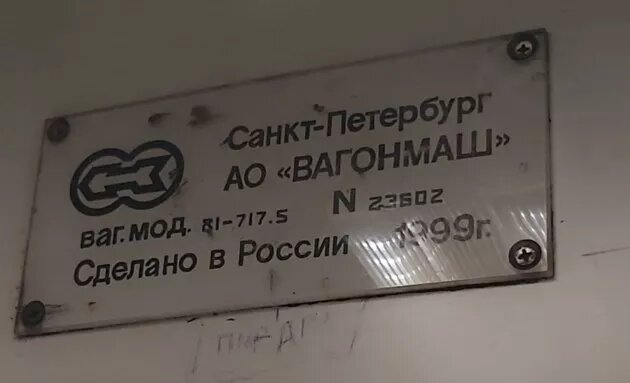 Санкт-Петербург
АО «ВАГОНМАШ»
ваг.мод. 81-717.5 N 23602
Сделано в России 1999г.